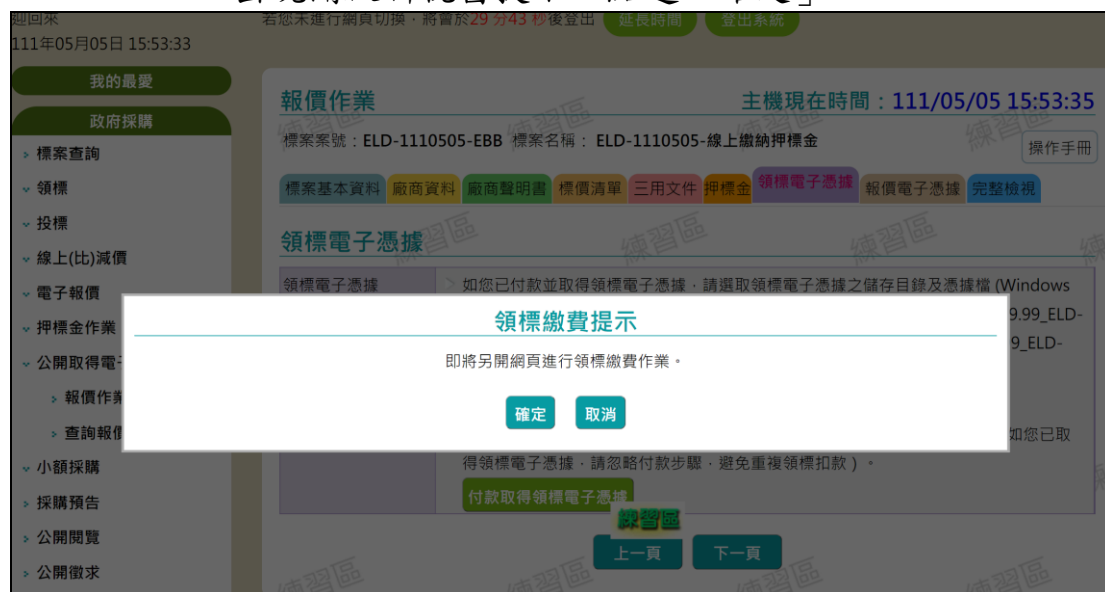 迎回來
若您未進行網頁切換，將會於29 分43 秒後登出 延長時間 登出系統
111年05月05日 15:53:33
我的最愛
政府採購
標案查詢
領標
投標
線上(比)減價
電子報價
押標金作業
公開取得電
報價作業
查詢報價
小額採購
採購預告
公開閱覽
公開徵求
報價作業 主機現在時間：111/05/05 15:53:35
標案案號：ELD-1110505-EBB 標案名稱： ELD-1110505-線上繳納押標金
操作手冊
標案基本資料 廠商資料 廠商聲明書 標價清單 三用文件 押標金 領標電子憑據 報價電子憑據 完整檢視
領標電子憑據
領標電子憑據 如您已付款並取得領標電子憑據，請選取領標電子憑據之儲存目錄及憑據檔 (Windows
9.99_ELD-
9_ELD-
領標繳費提示
即將另開網頁進行領標繳費作業。
確定 取消
如您已取
得領標電子憑據，請忽略付款步驟，避免重複領標扣款）。
付款取得領標電子憑據
練習區
上一頁 下一頁